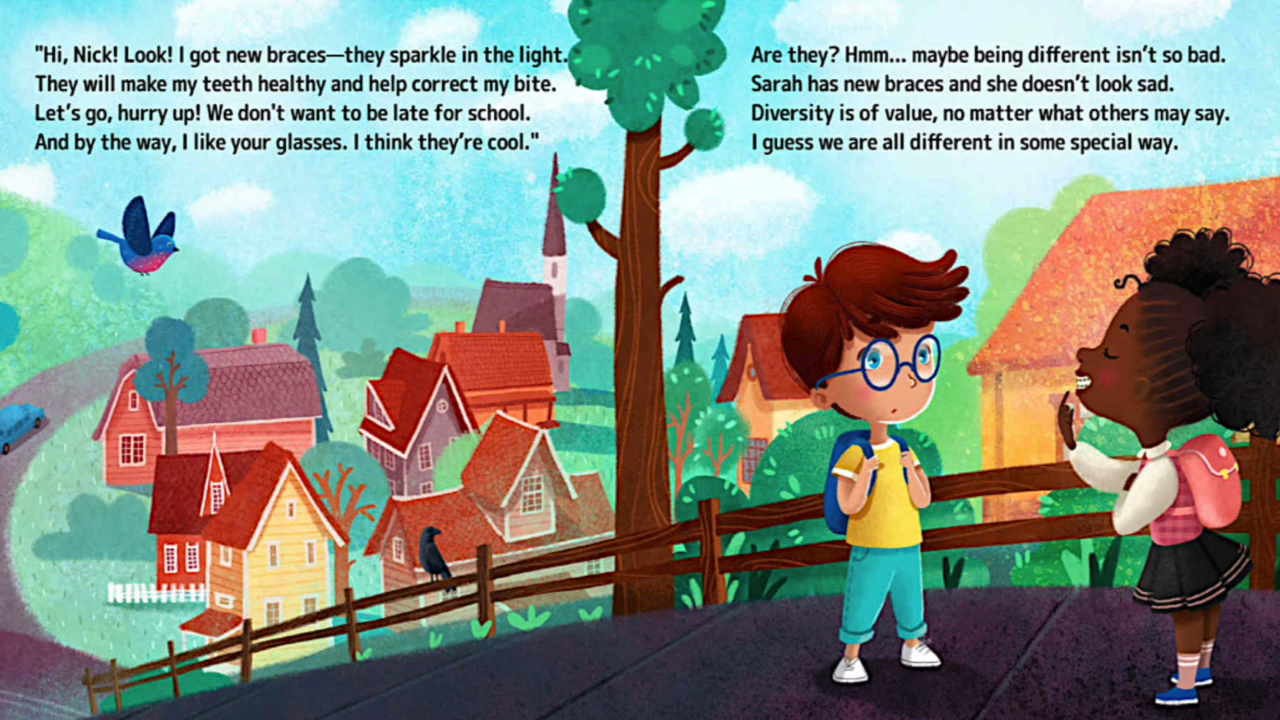 "Hi, Nick! Look! I got new braces—they sparkle in the light.
They will make my teeth healthy and help correct my bite.
Let’s go, hurry up! We don't want to be late for school.
And by the way, I like your glasses. I think they’re cool."
Are they? Hmm... maybe being different isn’t so bad.
Sarah has new braces and she doesn’t look sad.
Diversity is of value, no matter what others may say.
I guess we are all different in some special way.